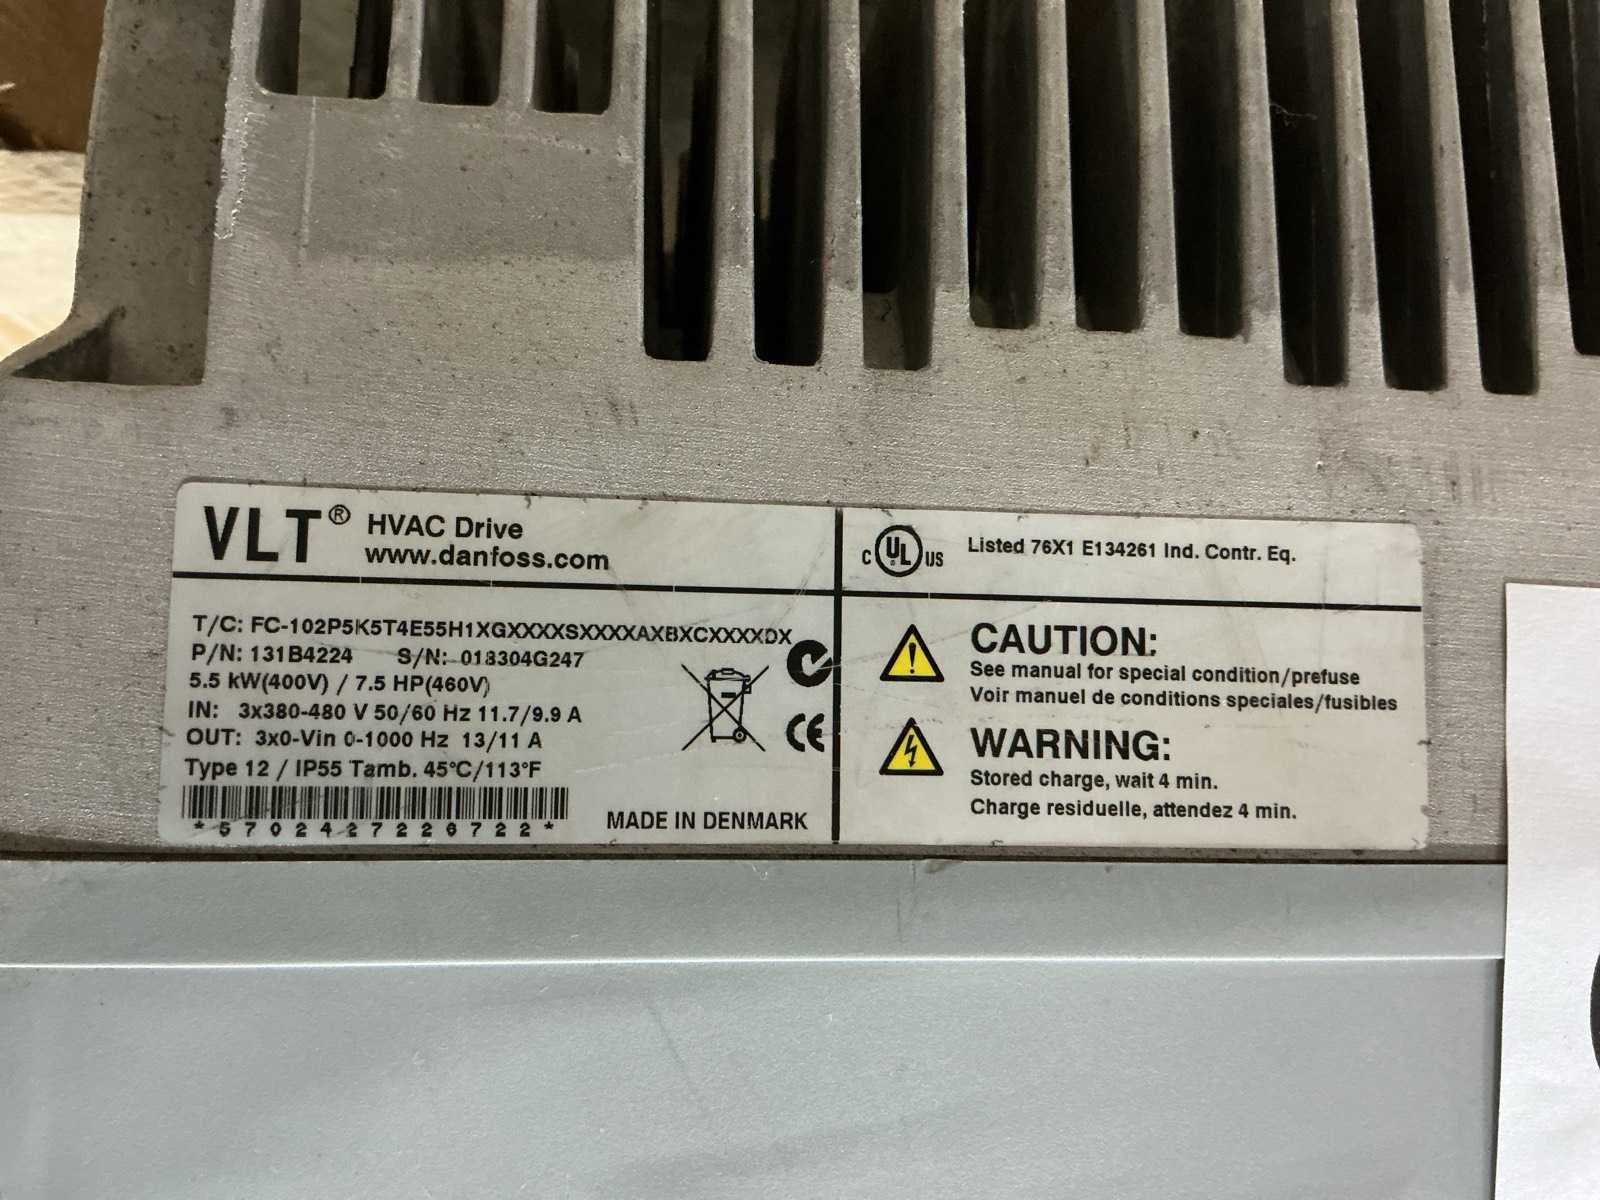 VLT® HVAC Drive
www.danfoss.com
T/C: FC-102P5K5T4E55H1XGXXXXSXXXXAXBXCXXXXDX
P/N: 131B4224 S/N: 018304G247
5.5 kW(400V) / 7.5 HP(460V)
IN: 3x380-480 V 50/60 Hz 11.7/9.9 A
OUT: 3x0-Vin 0-1000 Hz 13/11 A
Type 12 / IP55 Tamb. 45°C/113°F
*5702427226722*
MADE IN DENMARK
CE
C UL US Listed 76X1 E134261 Ind. Contr. Eq.
CAUTION:
See manual for special condition/prefuse
Voir manuel de conditions speciales/fusibles
WARNING:
Stored charge, wait 4 min.
Charge residuelle, attendez 4 min.